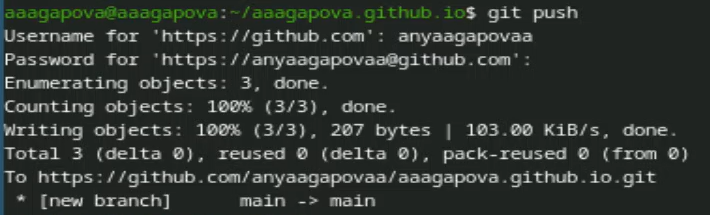 aaagapova@aaagapova:~/aaagapova.github.io$ git push
Username for 'https://github.com': anyaagapovaa
Password for 'https://anyaagapovaa@github.com':
Enumerating objects: 3, done.
Counting objects: 100% (3/3), done.
Writing objects: 100% (3/3), 207 bytes | 103.00 KiB/s, done.
Total 3 (delta 0), reused 0 (delta 0), pack-reused 0 (from 0)
To https://github.com/anyaagapovaa/aaagapova.github.io.git
 * [new branch]      main -> main